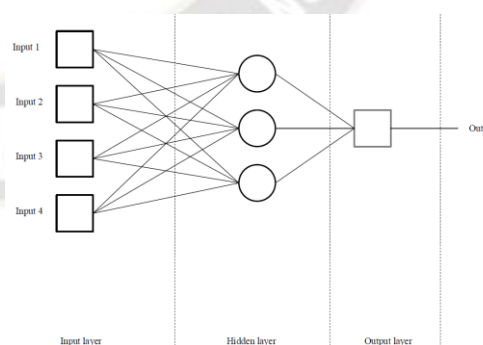 Input 1
Input 2
Input 3
Input 4
Out
Input layer
Hidden layer
Output layer